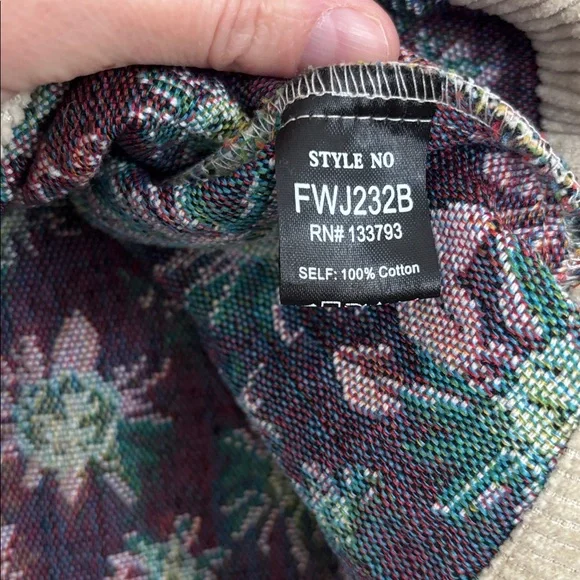 STYLE NO
FWJ232B
RN# 133793
SELF: 100% Cotton